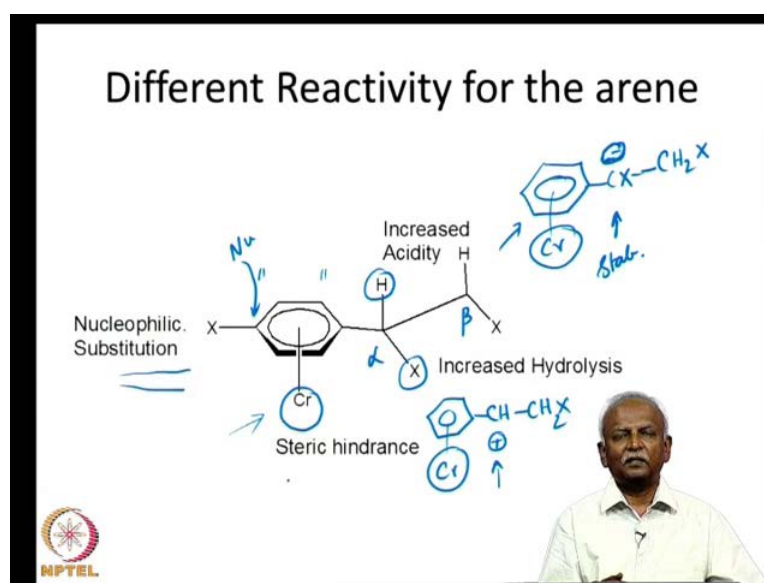 Different Reactivity for the arene
CX-CH₂X
Cr
Stab.
Increased
Acidity H
Nu
" "
H
Nucleophilic. X
Substitution
β X
α X Increased Hydrolysis
Cr
Steric hindrance
CH-CH₂X
Cr
NPTEL